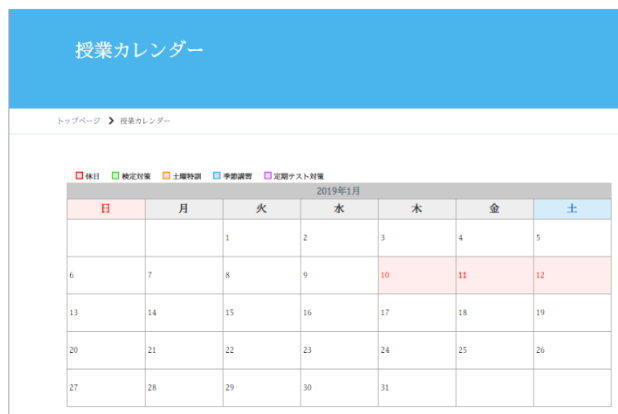 授業カレンダー
トップページ ❯ 授業カレンダー
休日 検定対策 土曜特訓 季節講習 定期テスト対策
2019年1月
日 月 火 水 木 金 土
1 2 3 4 5
6 7 8 9 10 11 12
13 14 15 16 17 18 19
20 21 22 23 24 25 26
27 28 29 30 31